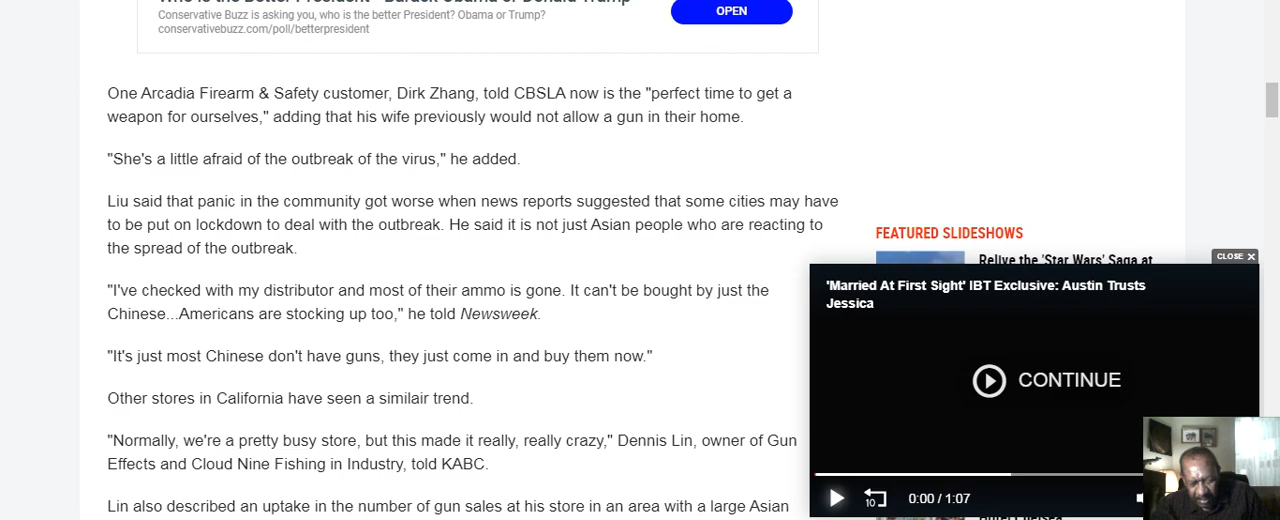 Who is the Better President - Barack Obama or Donald Trump
Conservative Buzz is asking you, who is the better President? Obama or Trump?
conservativebuzz.com/poll/betterpresident
OPEN
One Arcadia Firearm & Safety customer, Dirk Zhang, told CBSLA now is the "perfect time to get a
weapon for ourselves," adding that his wife previously would not allow a gun in their home.
"She's a little afraid of the outbreak of the virus," he added.
Liu said that panic in the community got worse when news reports suggested that some cities may have
to be put on lockdown to deal with the outbreak. He said it is not just Asian people who are reacting to
the spread of the outbreak.
"I've checked with my distributor and most of their ammo is gone. It can't be bought by just the
Chinese...Americans are stocking up too," he told Newsweek.
"It's just most Chinese don't have guns, they just come in and buy them now."
Other stores in California have seen a similair trend.
"Normally, we're a pretty busy store, but this made it really, really crazy," Dennis Lin, owner of Gun
Effects and Cloud Nine Fishing in Industry, told KABC.
Lin also described an uptake in the number of gun sales at his store in an area with a large Asian
FEATURED SLIDESHOWS
Relive the 'Star Wars' Saga at
CLOSE X
'Married At First Sight' IBT Exclusive: Austin Trusts
Jessica
CONTINUE
10
0:00 / 1:07